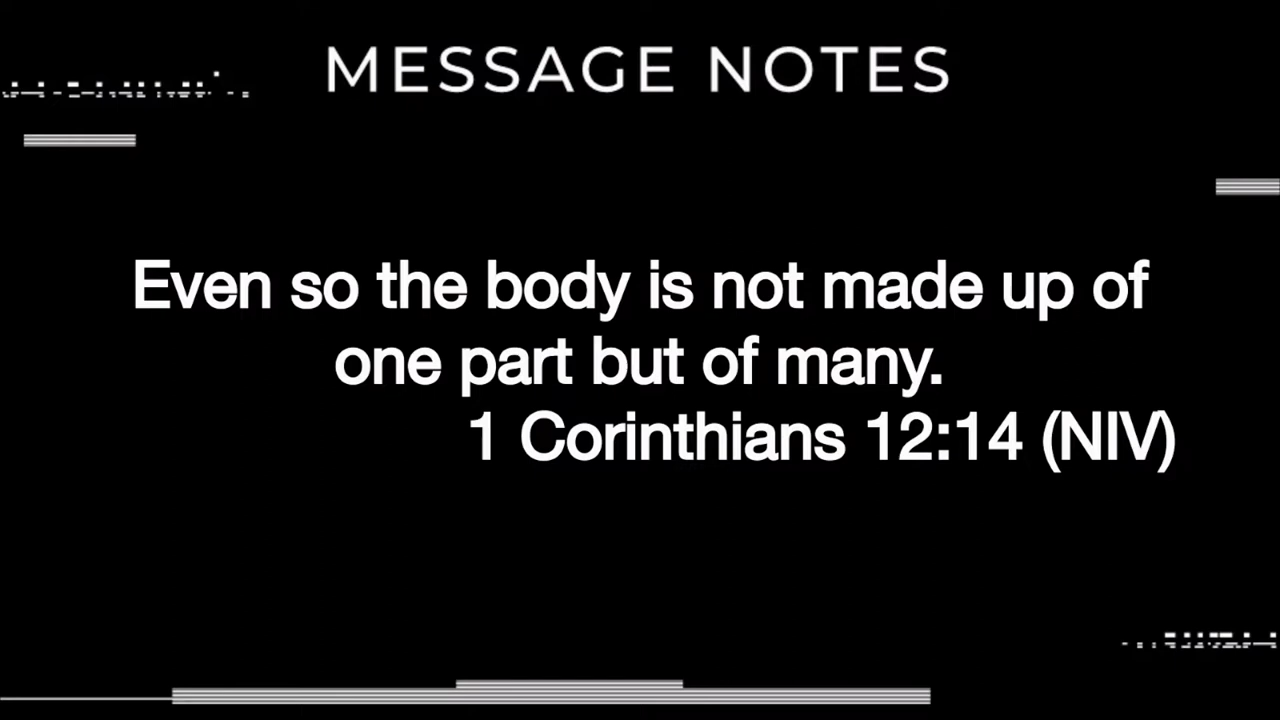 MESSAGE NOTES
Even so the body is not made up of
one part but of many.
1 Corinthians 12:14 (NIV)